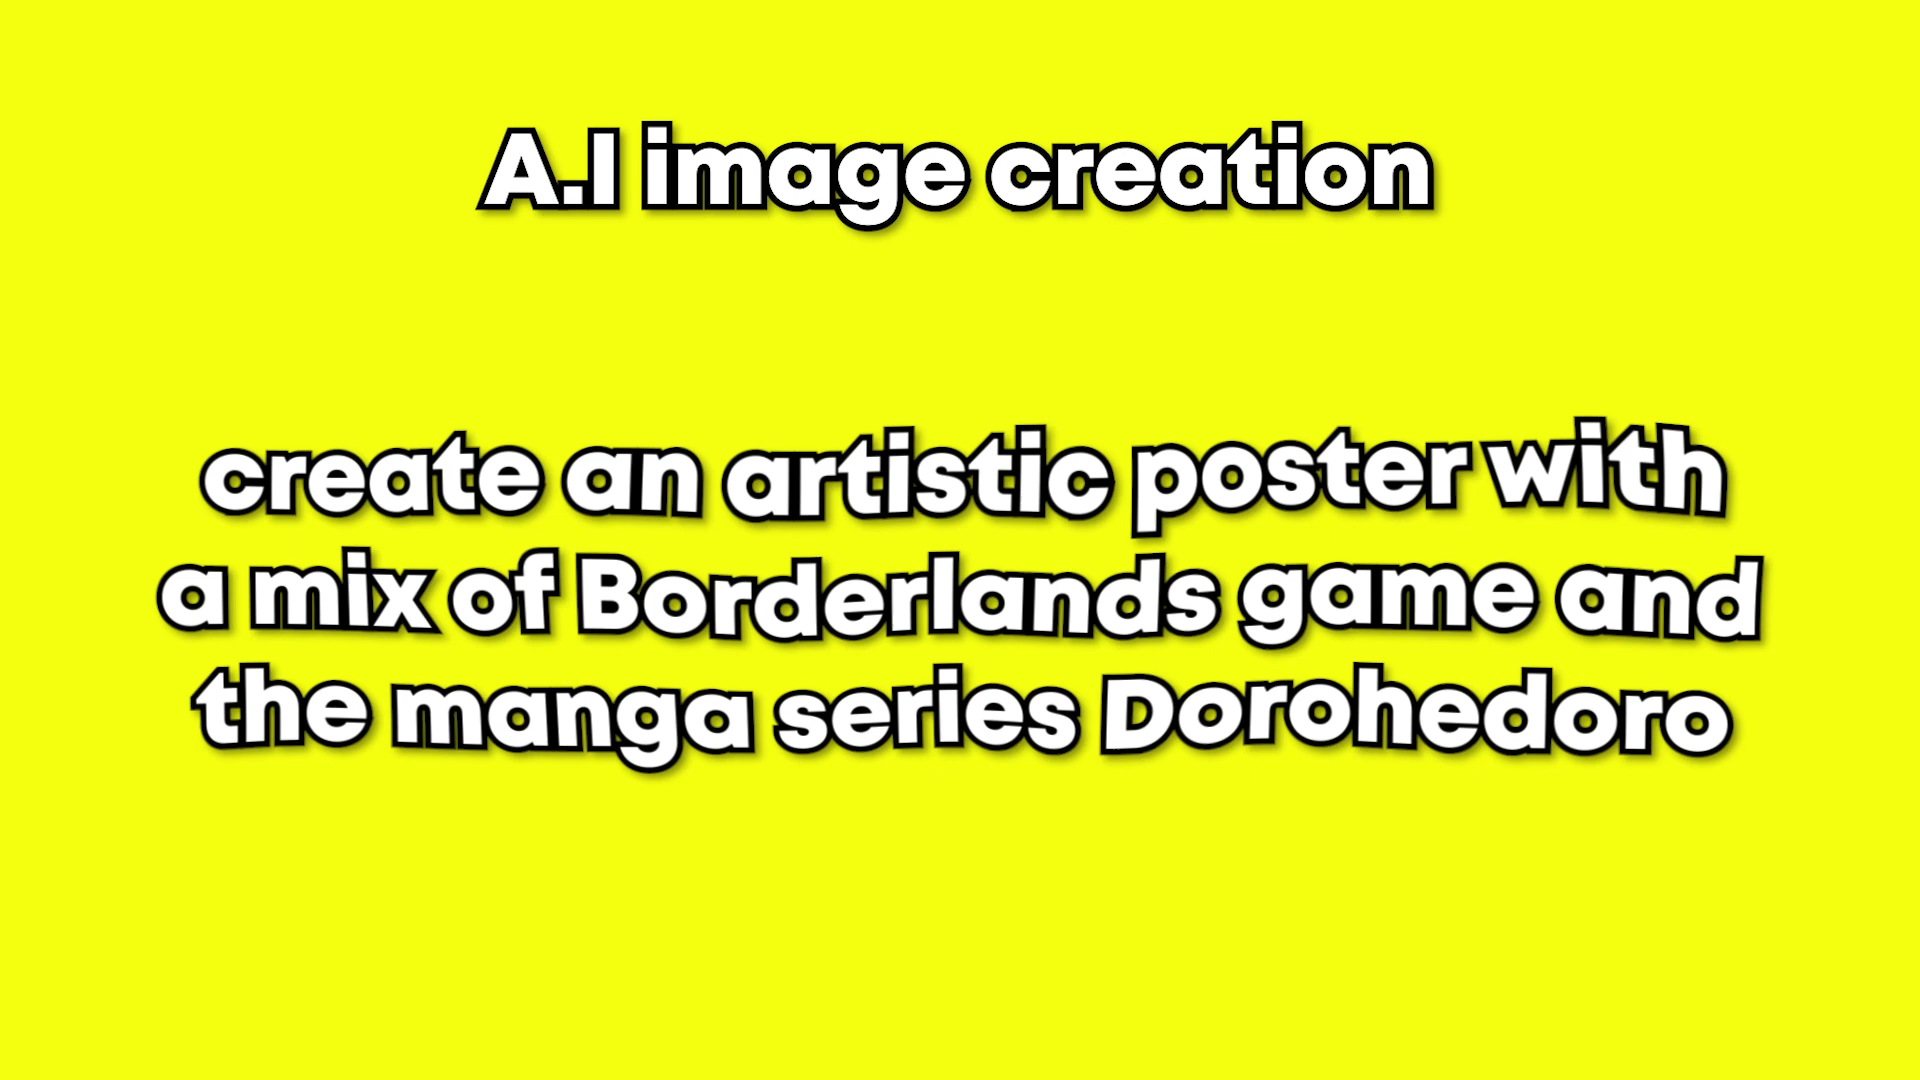 A.I image creation
create an artistic poster with
a mix of Borderlands game and
the manga series Dorohedoro